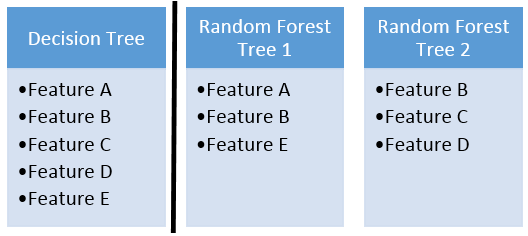 Decision Tree
•Feature A
•Feature B
•Feature C
•Feature D
•Feature E
Random Forest
Tree 1
•Feature A
•Feature B
•Feature E
Random Forest
Tree 2
•Feature B
•Feature C
•Feature D